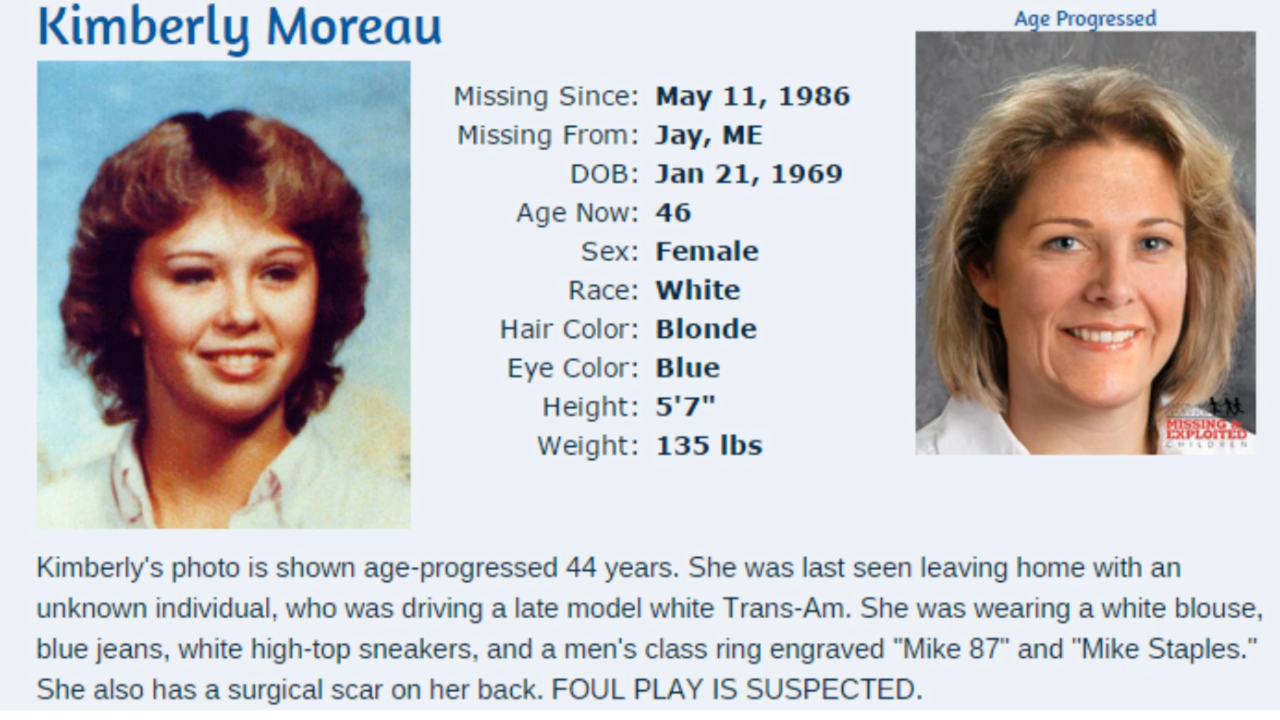 Kimberly Moreau
Age Progressed
Missing Since: May 11, 1986
Missing From: Jay, ME
DOB: Jan 21, 1969
Age Now: 46
Sex: Female
Race: White
Hair Color: Blonde
Eye Color: Blue
Height: 5'7"
Weight: 135 lbs
MISSING &
EXPLOITED
CHILDREN
Kimberly's photo is shown age-progressed 44 years. She was last seen leaving home with an
unknown individual, who was driving a late model white Trans-Am. She was wearing a white blouse,
blue jeans, white high-top sneakers, and a men's class ring engraved "Mike 87" and "Mike Staples."
She also has a surgical scar on her back. FOUL PLAY IS SUSPECTED.